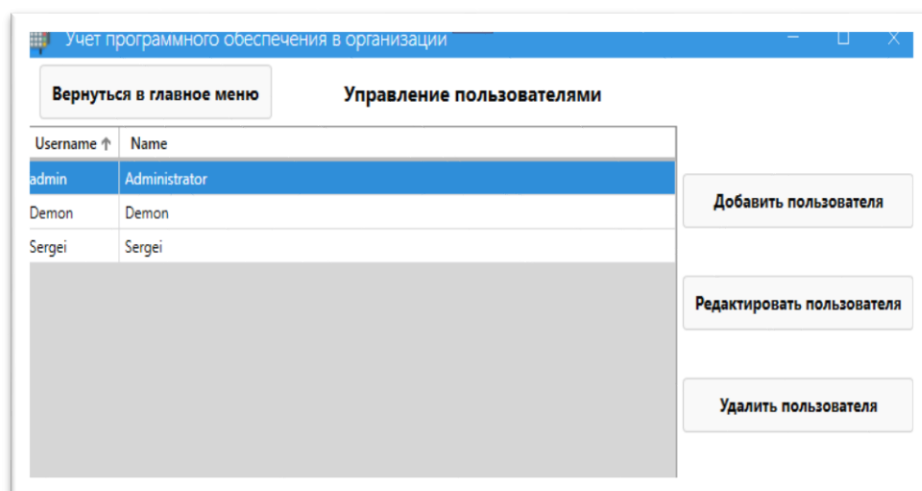 Учет программного обеспечения в организации
Вернуться в главное меню
Управление пользователями
Username Name
admin Administrator
Demon Demon
Sergei Sergei
Добавить пользователя
Редактировать пользователя
Удалить пользователя